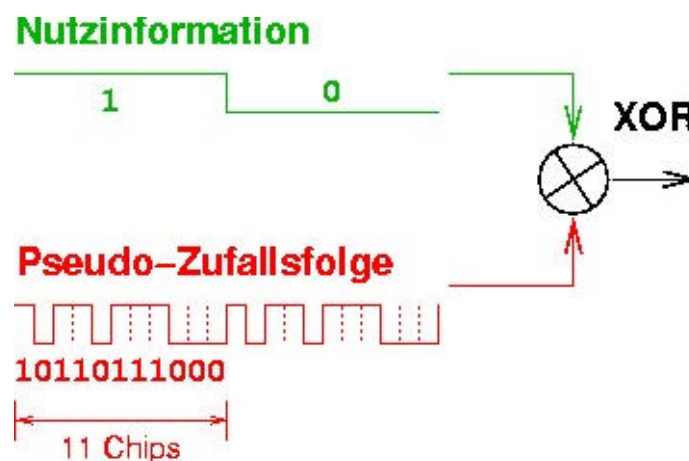 Nutzinformation
1
0
XOR
Pseudo-Zufallsfolge
10110111000
11 Chips